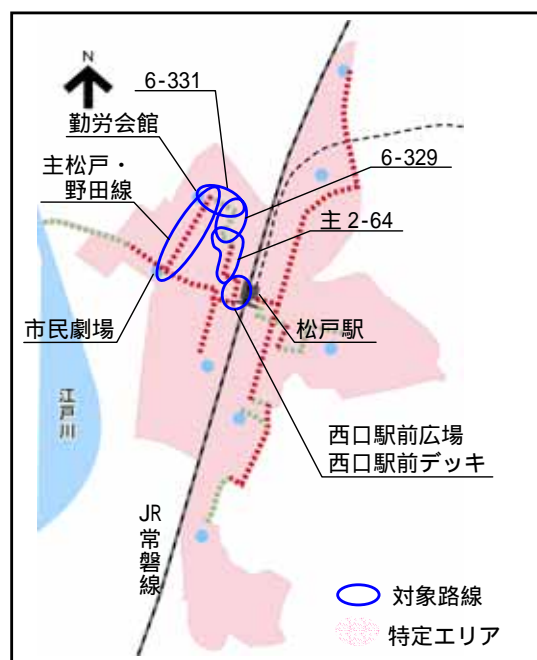 N
6-331
勤労会館
主松戸・
野田線
6-329
主 2-64
市民劇場
松戸駅
江戸川
西口駅前広場
西口駅前デッキ
JR
常磐線
対象路線
特定エリア